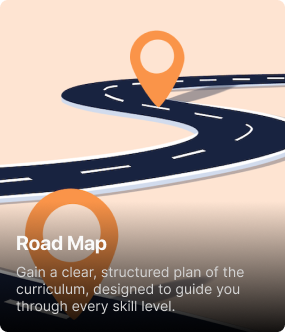 Road Map
Gain a clear, structured plan of the
curriculum, designed to guide you
through every skill level.